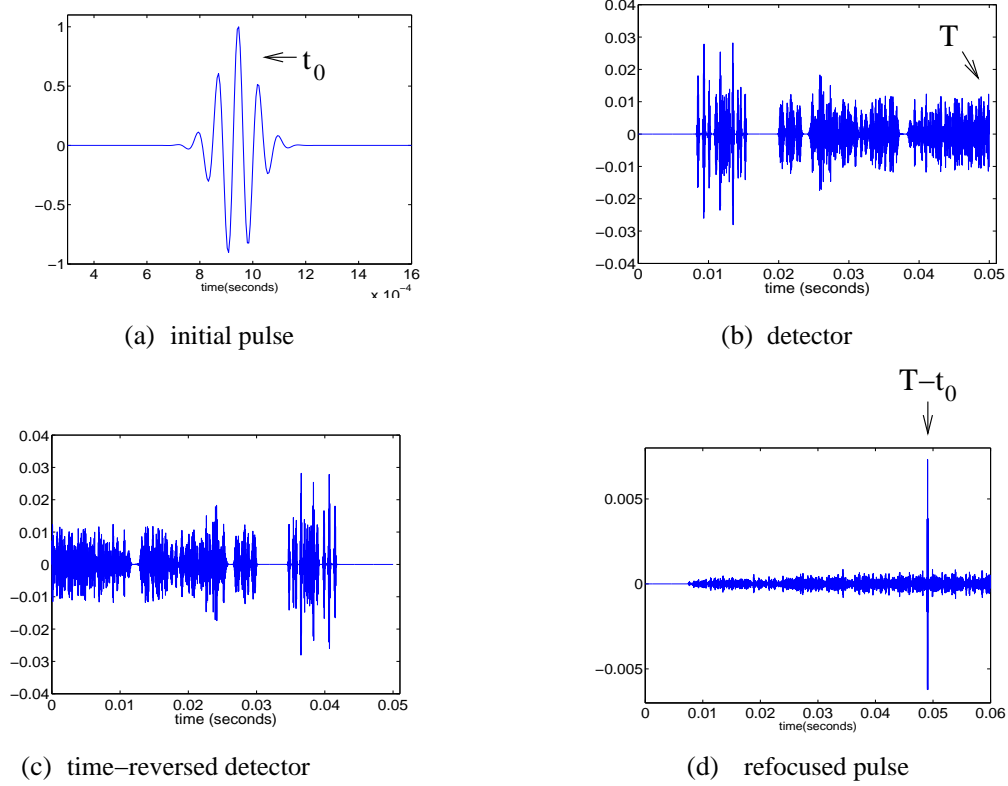 1
0.5
0
−0.5
−1
4 6 8 10 12 14 16
time(seconds)
x 10⁻⁴
t₀
(a) initial pulse
0.04
0.03
0.02
0.01
0
−0.01
−0.02
−0.03
−0.04
0 0.01 0.02 0.03 0.04 0.05
time (seconds)
T
(b) detector
0.04
0.03
0.02
0.01
0
−0.01
−0.02
−0.03
−0.04
0 0.01 0.02 0.03 0.04 0.05
time (seconds)
(c) time−reversed detector
T−t₀
0.005
0
−0.005
0 0.01 0.02 0.03 0.04 0.05 0.06
time(seconds)
(d) refocused pulse